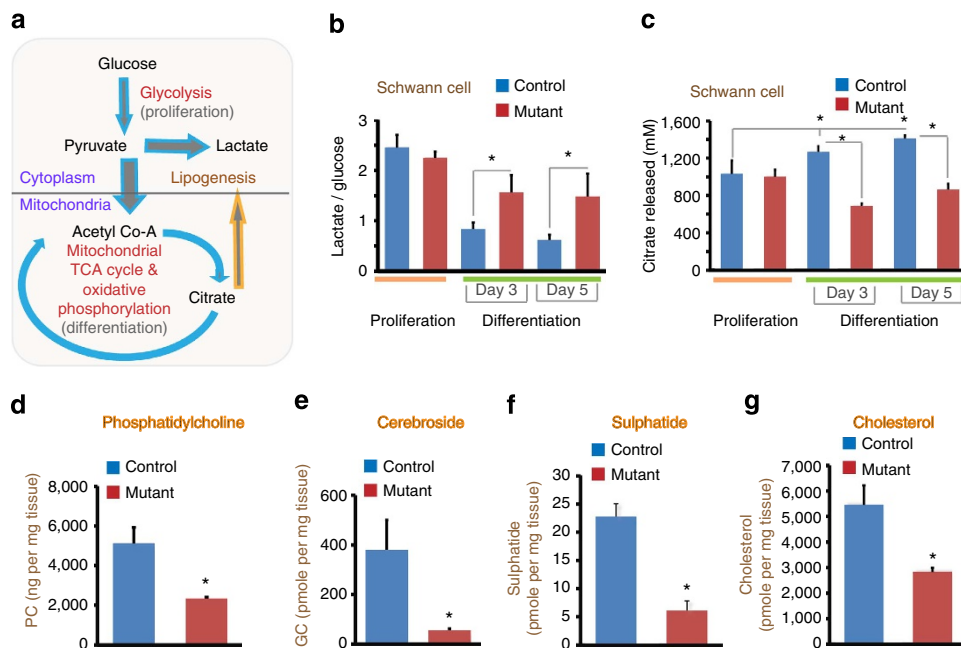 a
Glucose
Glycolysis
(proliferation)
Pyruvate
Lactate
Cytoplasm
Lipogenesis
Mitochondria
Acetyl Co-A
Mitochondrial
TCA cycle &
oxidative
phosphorylation
(differentiation)
Citrate
b
Schwann cell
Control
Mutant
Lactate / glucose
3
2
1
0
*
*
Day 3
Day 5
Proliferation
Differentiation
c
Schwann cell
Control
Mutant
Citrate released (mM)
1,600
1,200
800
400
0
*
*
*
*
Day 3
Day 5
Proliferation
Differentiation
d
Phosphatidylcholine
Control
Mutant
PC (ng per mg tissue)
8,000
6,000
4,000
2,000
0
*
e
Cerebroside
Control
Mutant
GC (pmole per mg tissue)
600
400
200
0
*
f
Sulphatide
Control
Mutant
Sulphatide
(pmole per mg tissue)
30
25
20
15
10
5
0
*
g
Cholesterol
Control
Mutant
Cholesterol
(pmole per mg tissue)
7,000
6,000
5,000
4,000
3,000
2,000
1,000
0
*